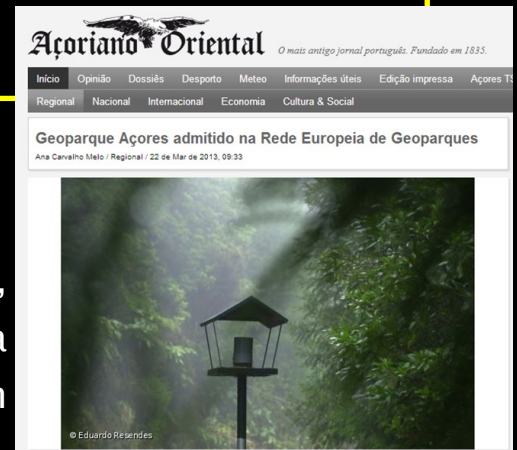 Açoriano Oriental
O mais antigo jornal português. Fundado em 1835.
Início Opinião Dossiês Desporto Meteo Informações úteis Edição impressa Açores
Regional Nacional Internacional Economia Cultura & Social
Geoparque Açores admitido na Rede Europeia de Geoparques
Ana Carvalho Melo / Regional / 22 de Mar de 2013, 09:33
© Eduardo Resendes